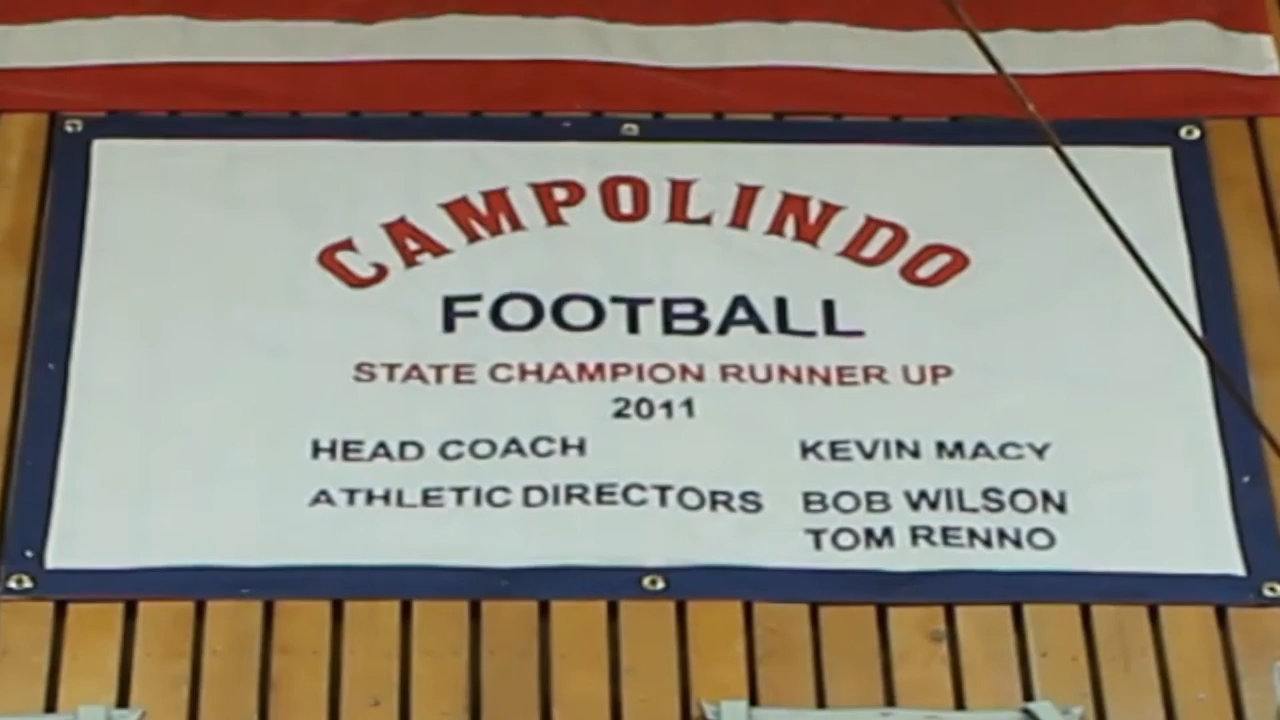 CAMPOLINDO
FOOTBALL
STATE CHAMPION RUNNER UP
2011
HEAD COACH KEVIN MACY
ATHLETIC DIRECTORS BOB WILSON
TOM RENNO